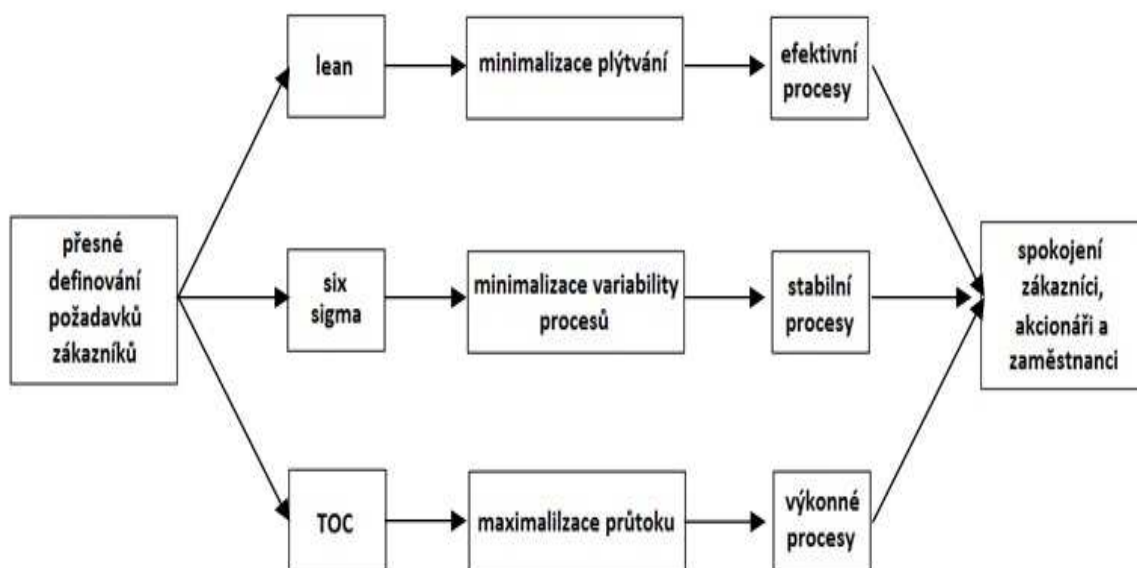 přesné
definování
požadavků
zákazníků
lean
minimalizace plýtvání
efektivní
procesy
six
sigma
minimalizace variability
procesů
stabilní
procesy
TOC
maximalilzace průtoku
výkonné
procesy
spokojení
zákazníci,
akcionáři a
zaměstnanci